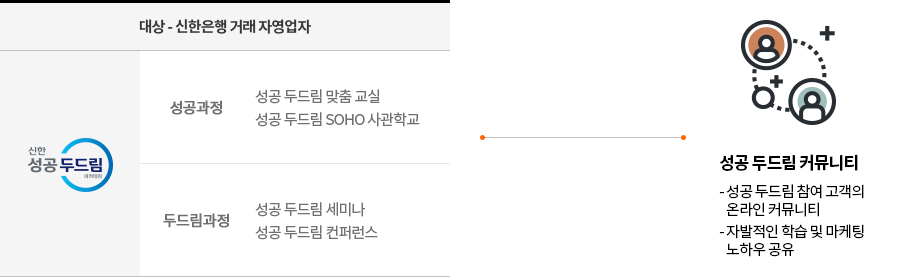 대상 - 신한은행 거래 자영업자
신한
성공 두드림
아카데미
성공과정
성공 두드림 맞춤 교실
성공 두드림 SOHO 사관학교
두드림과정
성공 두드림 세미나
성공 두드림 컨퍼런스
성공 두드림 커뮤니티
- 성공 두드림 참여 고객의
온라인 커뮤니티
- 자발적인 학습 및 마케팅
노하우 공유